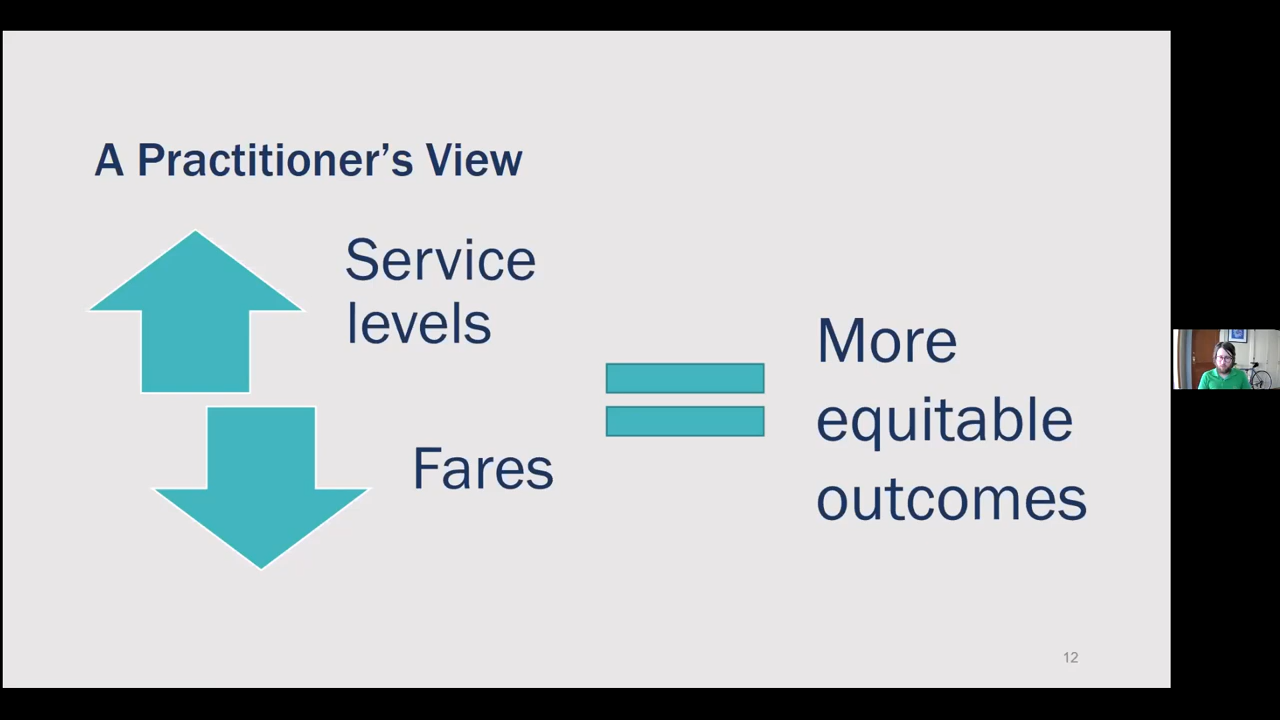 A Practitioner’s View
Service
levels
Fares
More
equitable
outcomes
12